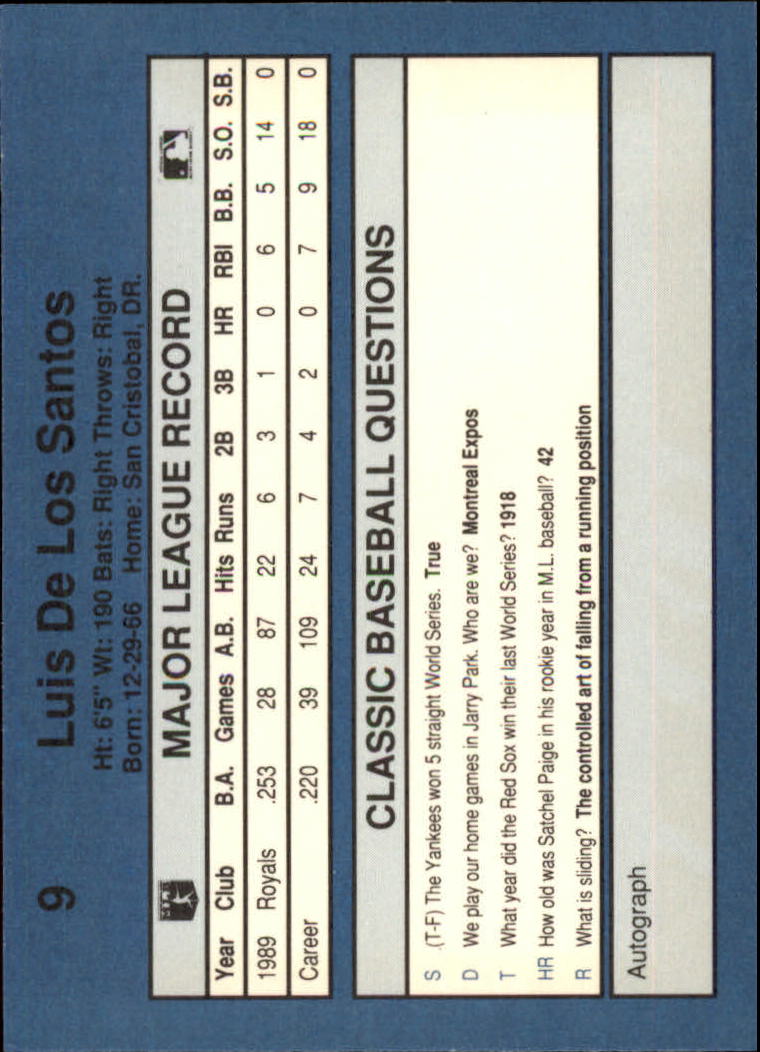 9 Luis De Los Santos
Ht: 6'5" Wt: 190 Bats: Right Throws: Right
Born: 12-29-66 Home: San Cristobal, DR.
MAJOR LEAGUE RECORD
Year Club B.A. Games A.B. Hits Runs 2B 3B HR RBI B.B. S.O. S.B.
1989 Royals .253 28 87 22 6 3 1 0 6 5 14 0
Career .220 39 109 24 7 4 2 0 7 9 18 0
CLASSIC BASEBALL QUESTIONS
S .(T-F) The Yankees won 5 straight World Series. True
D We play our home games in Jarry Park. Who are we? Montreal Expos
T What year did the Red Sox win their last World Series? 1918
HR How old was Satchel Paige in his rookie year in M.L. baseball? 42
R What is sliding? The controlled art of falling from a running position
Autograph